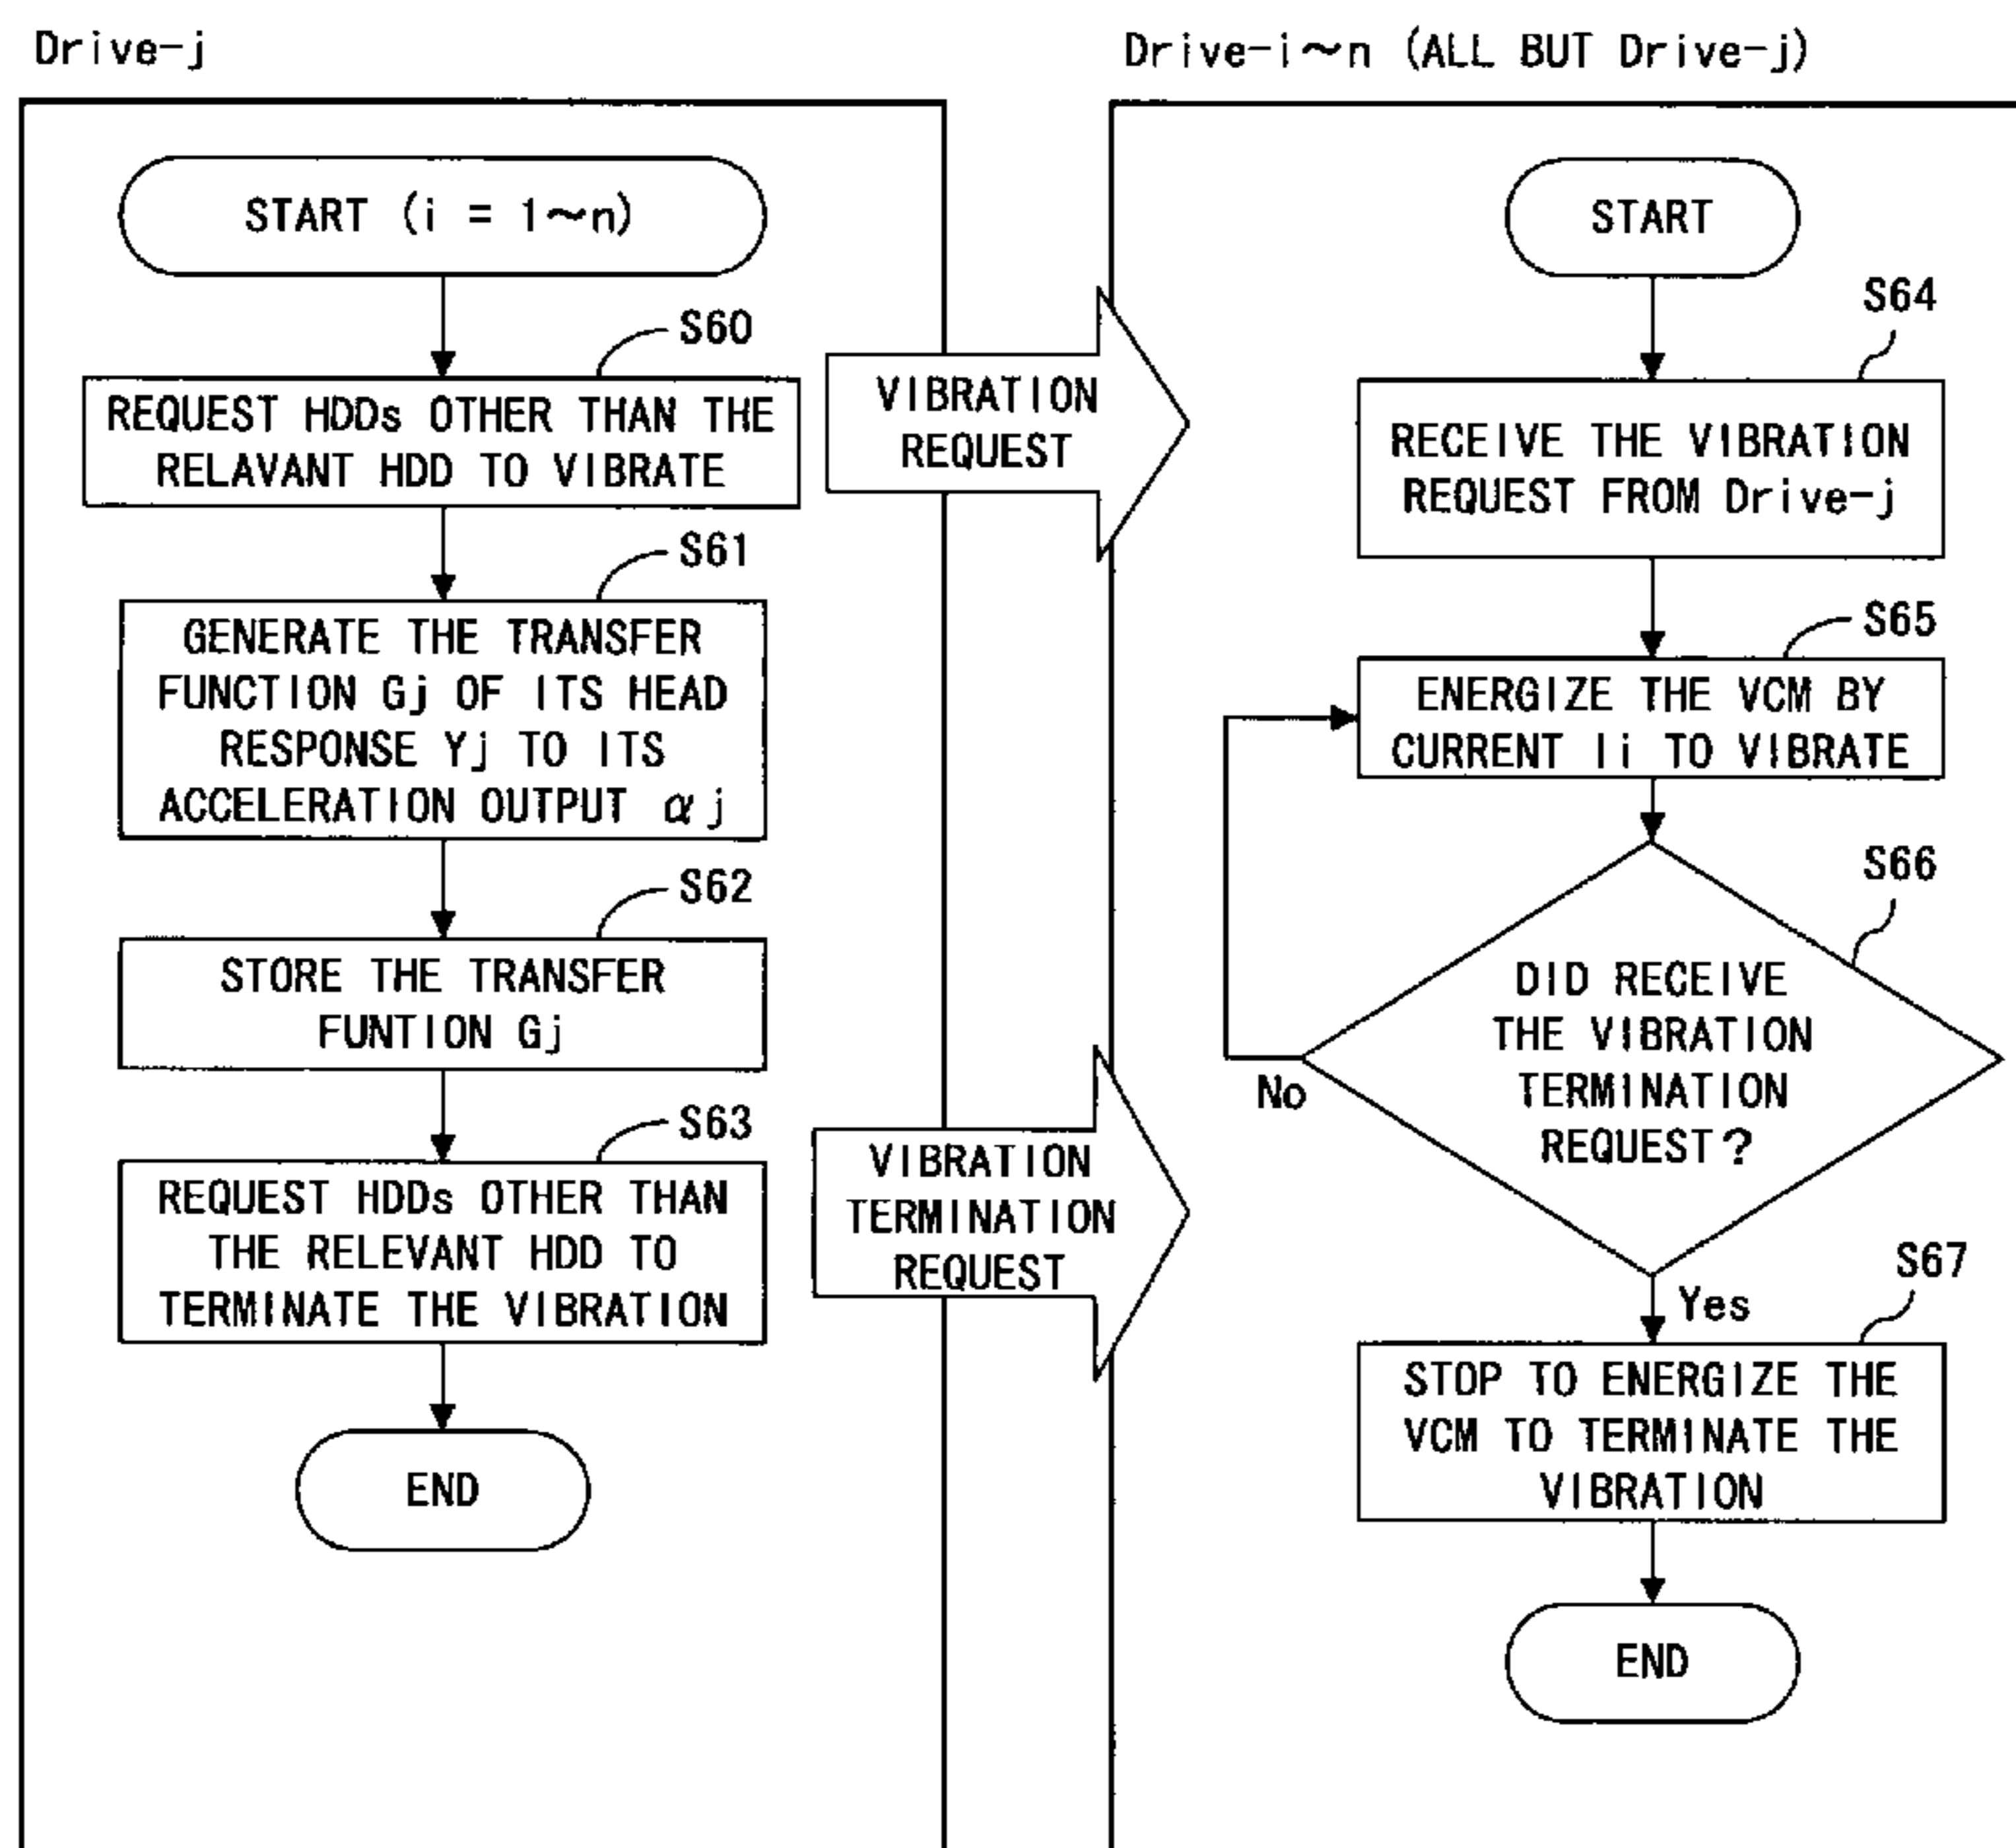 Drive-j
START (i = 1~n)
S60
REQUEST HDDs OTHER THAN THE
RELAVANT HDD TO VIBRATE
S61
GENERATE THE TRANSFER
FUNCTION Gj OF ITS HEAD
RESPONSE Yj TO ITS
ACCELERATION OUTPUT αj
S62
STORE THE TRANSFER
FUNTION Gj
S63
REQUEST HDDs OTHER THAN
THE RELEVANT HDD TO
TERMINATE THE VIBRATION
END
VIBRATION
REQUEST
VIBRATION
TERMINATION
REQUEST
Drive-i~n (ALL BUT Drive-j)
START
S64
RECEIVE THE VIBRATION
REQUEST FROM Drive-j
S65
ENERGIZE THE VCM BY
CURRENT Ii TO VIBRATE
S66
DID RECEIVE
THE VIBRATION
TERMINATION
REQUEST?
No
Yes
S67
STOP TO ENERGIZE THE
VCM TO TERMINATE THE
VIBRATION
END